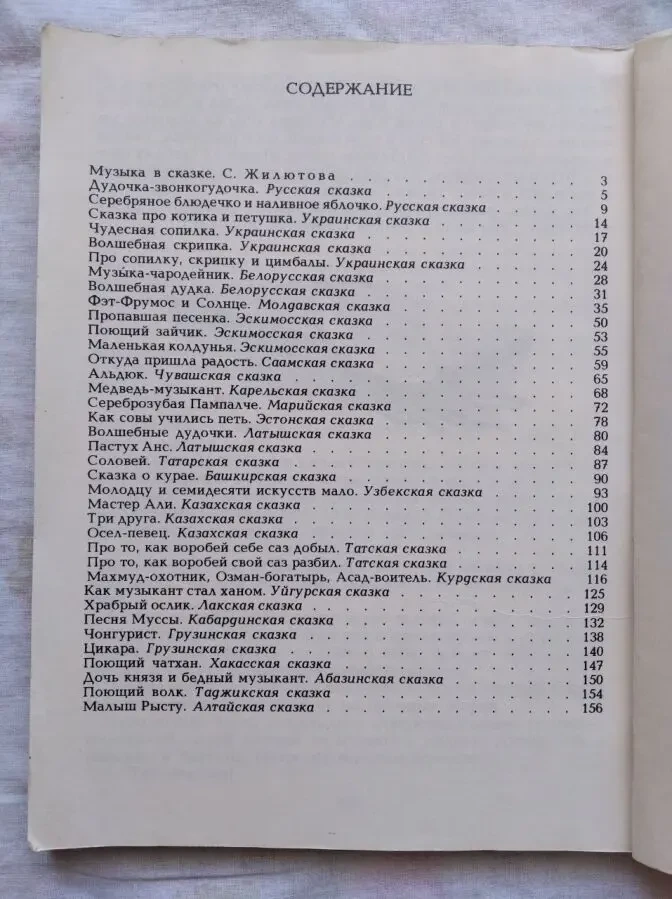 СОДЕРЖАНИЕ
Музыка в сказке. С. Жилютова . . . . . . . . . . . . . 3
Дудочка-звонкогудочка. Русская сказка . . . . . . . . . . . 5
Серебряное блюдечко и наливное яблочко. Русская сказка . . . . . 9
Сказка про котика и петушка. Украинская сказка . . . . . . . . 14
Чудесная сопилка. Украинская сказка . . . . . . . . . . . 17
Волшебная скрипка. Украинская сказка . . . . . . . . . . . 20
Про сопилку, скрипку и цимбалы. Украинская сказка . . . . . . 24
Музыка-чародейник. Белорусская сказка . . . . . . . . . . 28
Волшебная дудка. Белорусская сказка . . . . . . . . . . . 31
Фэт-Фрумос и Солнце. Молдавская сказка . . . . . . . . . . 35
Пропавшая песенка. Эскимосская сказка . . . . . . . . . . 50
Поющий зайчик. Эскимосская сказка . . . . . . . . . . . 53
Маленькая колдунья. Эскимосская сказка . . . . . . . . . . 55
Откуда пришла радость. Саамская сказка . . . . . . . . . . 59
Альдюк. Чувашская сказка . . . . . . . . . . . . . . 65
Медведь-музыкант. Карельская сказка . . . . . . . . . . . 68
Сереброзубая Пампалче. Марийская сказка . . . . . . . . . 72
Как совы учились петь. Эстонская сказка . . . . . . . . . . 78
Волшебные дудочки. Латышская сказка . . . . . . . . . . . 80
Пастух Анс. Латышская сказка . . . . . . . . . . . . . 84
Соловей. Татарская сказка . . . . . . . . . . . . . . 87
Сказка о курае. Башкирская сказка . . . . . . . . . . . . 90
Молодцу и семидесяти искусств мало. Узбекская сказка . . . . . 93
Мастер Али. Казахская сказка . . . . . . . . . . . . . 100
Три друга. Казахская сказка . . . . . . . . . . . . . . 103
Осел-певец. Казахская сказка . . . . . . . . . . . . . 106
Про то, как воробей себе саз добыл. Татская сказка . . . . . . . 111
Про то, как воробей свой саз разбил. Татская сказка . . . . . . . 114
Махмуд-охотник, Озман-богатырь, Асад-воитель. Курдская сказка 116
Как музыкант стал ханом. Уйгурская сказка . . . . . . . . . 125
Храбрый ослик. Лакская сказка . . . . . . . . . . . . . 129
Песня Муссы. Кабардинская сказка . . . . . . . . . . . . 132
Чонгурист. Грузинская сказка . . . . . . . . . . . . . 138
Цикара. Грузинская сказка . . . . . . . . . . . . . . 140
Поющий чатхан. Хакасская сказка . . . . . . . . . . . . 147
Дочь князя и бедный музыкант. Абазинская сказка . . . . . . . 150
Поющий волк. Таджикская сказка . . . . . . . . . . . . 154
Малыш Рысту. Алтайская сказка . . . . . . . . . . . . . 156